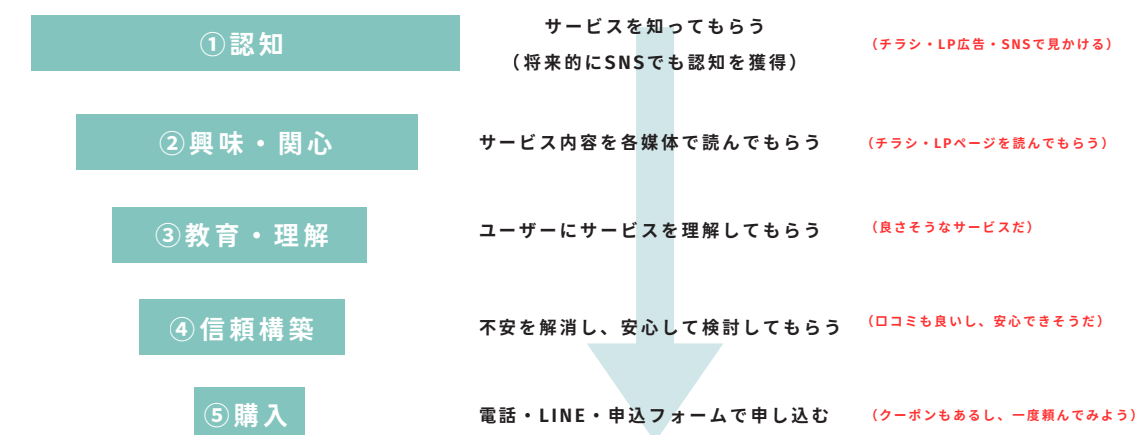 ①認知
サービスを知ってもらう
（将来的にSNSでも認知を獲得）
（チラシ・LP広告・SNSで見かける）
②興味・関心
サービス内容を各媒体で読んでもらう
（チラシ・LPページを読んでもらう）
③教育・理解
ユーザーにサービスを理解してもらう
（良さそうなサービスだ）
④信頼構築
不安を解消し、安心して検討してもらう
（口コミも良いし、安心できそうだ）
⑤購入
電話・LINE・申込フォームで申し込む
（クーポンもあるし、一度頼んでみよう）